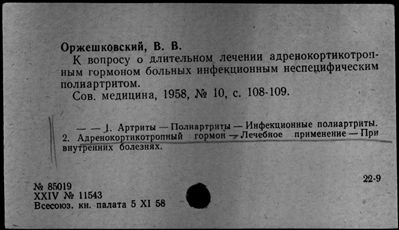 Оржешковский, В. В.
К вопросу о длительном лечении адренокортикотроп-
ным гормоном больных инфекционным неспецифическим
полиартритом.
Сов. медицина, 1958, № 10, с. 108-109.
— — 1. Артриты — Полиартриты — Инфекционные полиартриты.
2. Адренокортикотропный гормон — Лечебное применение — При
внутренних болезнях.
22-9
№ 85019
XXIV № 11543
Всесоюз. кн. палата 5 XI 58